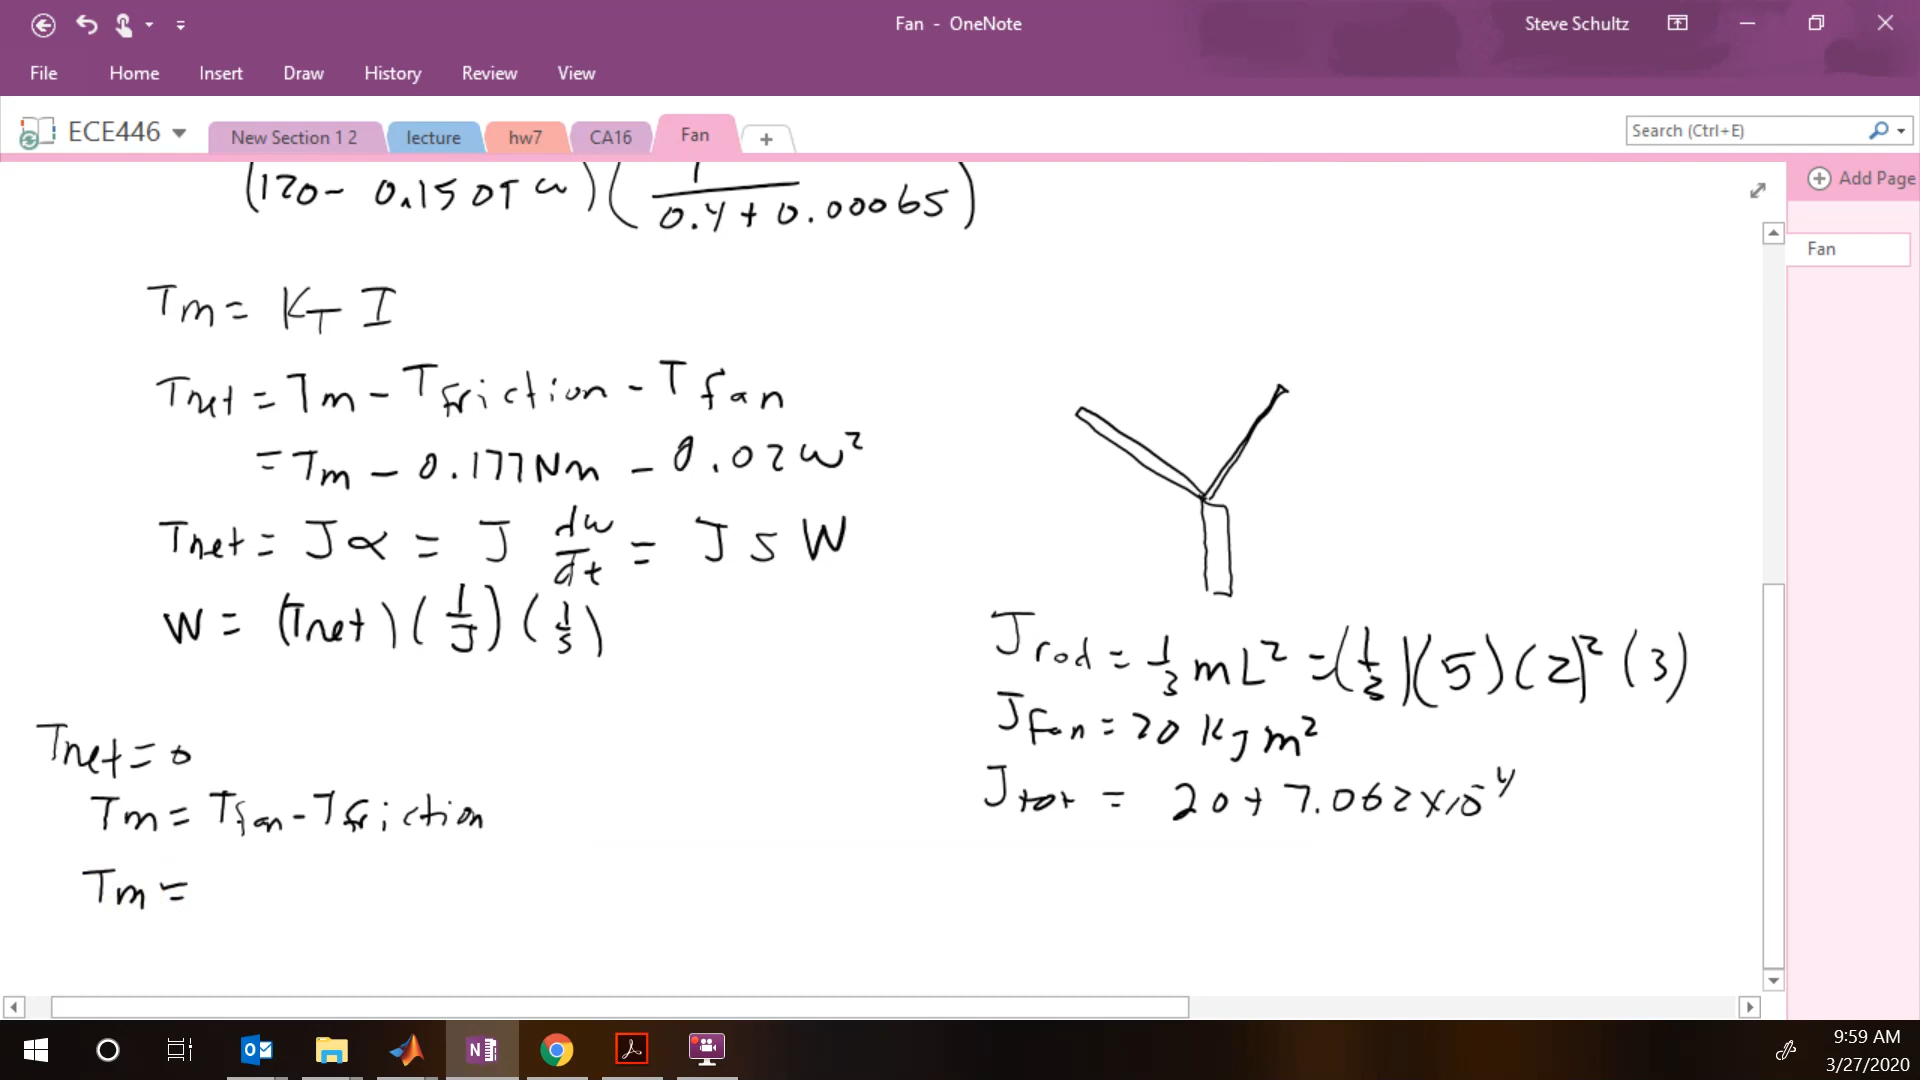 Fan - OneNote
Steve Schultz
File Home Insert Draw History Review View
ECE446 New Section 1 2 lecture hw7 CA16 Fan +
Search (Ctrl+E)
Add Page
Fan
(120 - 0.150T ω)(1/(0.4 + 0.00065)
Tm = KT I
Tnet = Tm - Tfriction - Tfan
= Tm - 0.177Nm - 0.02ω²
Tnet = Jα = J dω/dt = J s W
W = (Tnet)(1/J)(1/s)
Jrod = 1/3 mL² = (1/3)(5)(2)² (3)
Jfan = 20 Kg m²
Jtot = 20 + 7.062x10⁻⁴
Tnet = 0
Tm = Tfan - Tfriction
Tm =
9:59 AM
3/27/2020